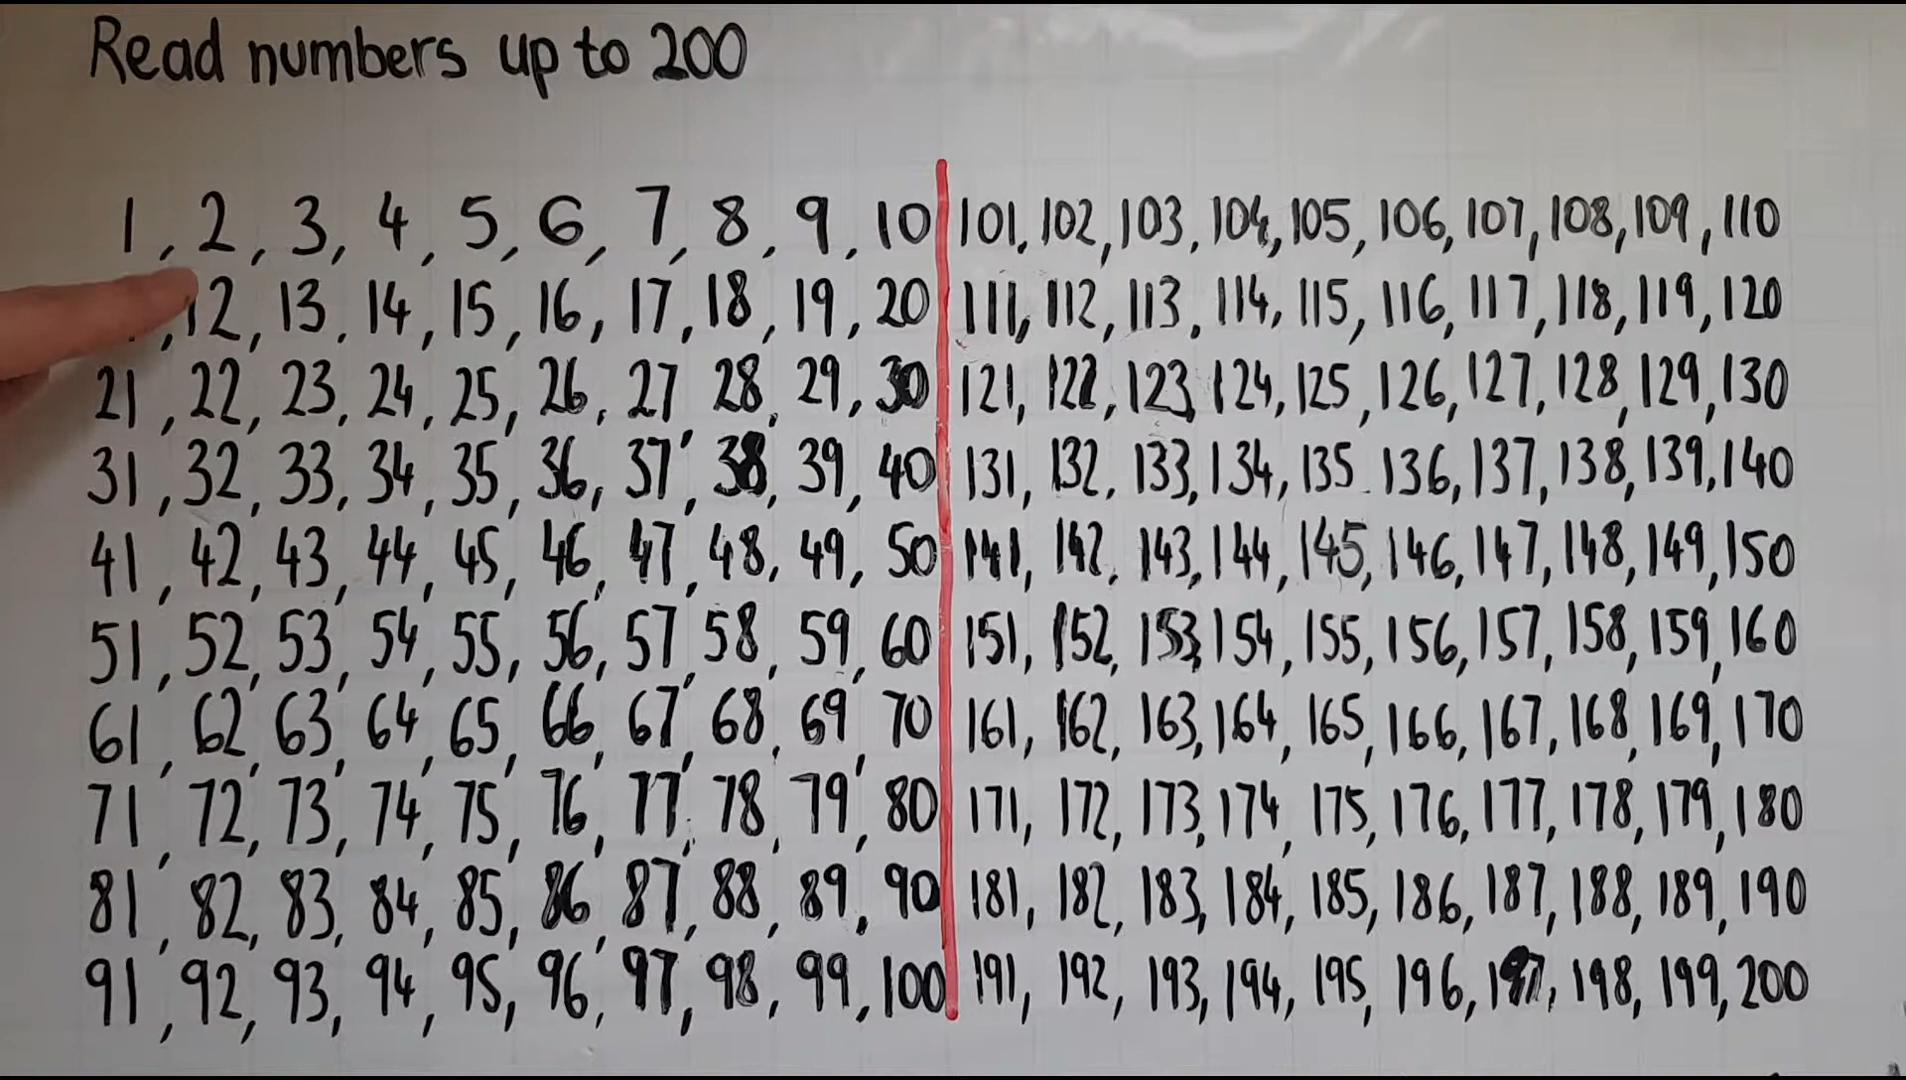 Read numbers up to 200
1, 2, 3, 4, 5, 6, 7, 8, 9, 10 101, 102, 103, 104, 105, 106, 107, 108, 109, 110
, 12, 13, 14, 15, 16, 17, 18, 19, 20 111, 112, 113, 114, 115, 116, 117, 118, 119, 120
21, 22, 23, 24, 25, 26, 27, 28, 29, 30 121, 122, 123, 124, 125, 126, 127, 128, 129, 130
31, 32, 33, 34, 35, 36, 37, 38, 39, 40 131, 132, 133, 134, 135, 136, 137, 138, 139, 140
41, 42, 43, 44, 45, 46, 47, 48, 49, 50 141, 142, 143, 144, 145, 146, 147, 148, 149, 150
51, 52, 53, 54, 55, 56, 57, 58, 59, 60 151, 152, 153, 154, 155, 156, 157, 158, 159, 160
61, 62, 63, 64, 65, 66, 67, 68, 69, 70 161, 162, 163, 164, 165, 166, 167, 168, 169, 170
71, 72, 73, 74, 75, 76, 77, 78, 79, 80 171, 172, 173, 174, 175, 176, 177, 178, 179, 180
81, 82, 83, 84, 85, 86, 87, 88, 89, 90 181, 182, 183, 184, 185, 186, 187, 188, 189, 190
91, 92, 93, 94, 95, 96, 97, 98, 99, 100 191, 192, 193, 194, 195, 196, 197, 198, 199, 200